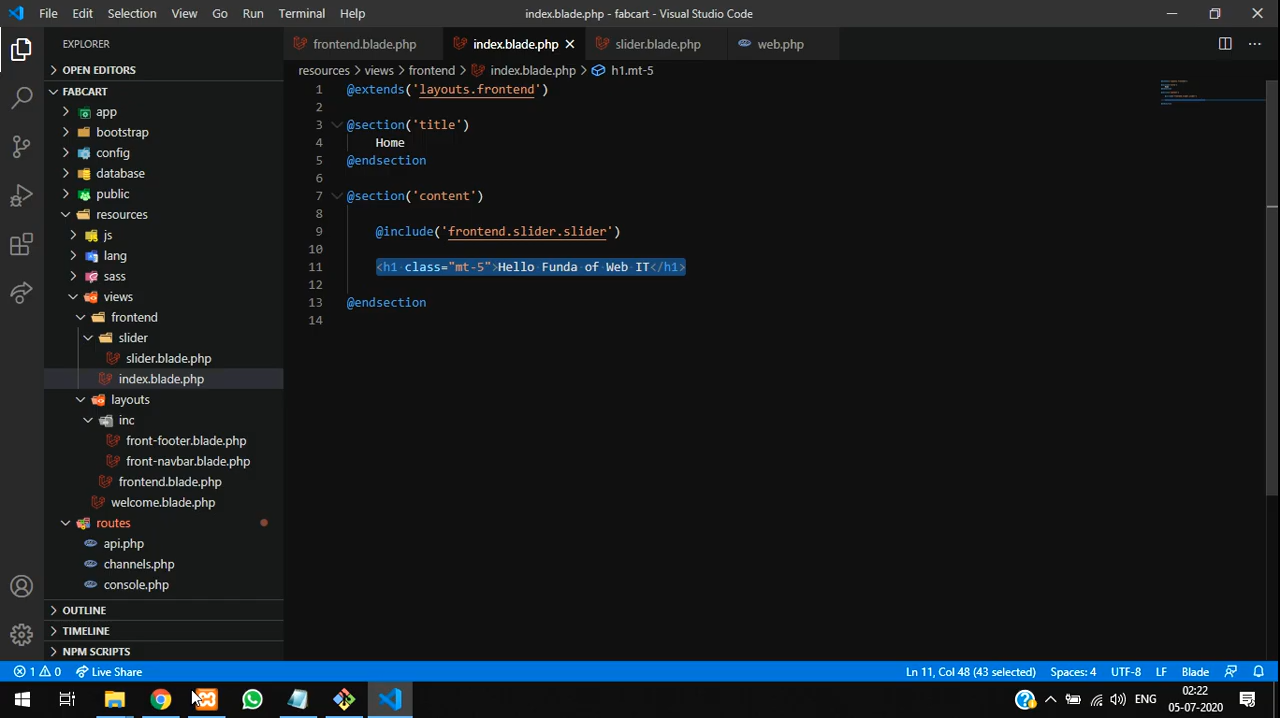 File Edit Selection View Go Run Terminal Help
index.blade.php - fabcart - Visual Studio Code
EXPLORER
OPEN EDITORS
FABCART
app
bootstrap
config
database
public
resources
js
lang
sass
views
frontend
slider
slider.blade.php
index.blade.php
layouts
inc
front-footer.blade.php
front-navbar.blade.php
frontend.blade.php
welcome.blade.php
routes
api.php
channels.php
console.php
OUTLINE
TIMELINE
NPM SCRIPTS
frontend.blade.php index.blade.php slider.blade.php web.php
resources > views > frontend > index.blade.php > h1.mt-5
1 @extends('layouts.frontend')
2
3 @section('title')
4 Home
5 @endsection
6
7 @section('content')
8
9 @include('frontend.slider.slider')
10
11 <h1 class="mt-5">Hello Funda of Web IT</h1>
12
13 @endsection
14
1 0 Live Share
Ln 11, Col 48 (43 selected) Spaces: 4 UTF-8 LF Blade
ENG
02:22
05-07-2020